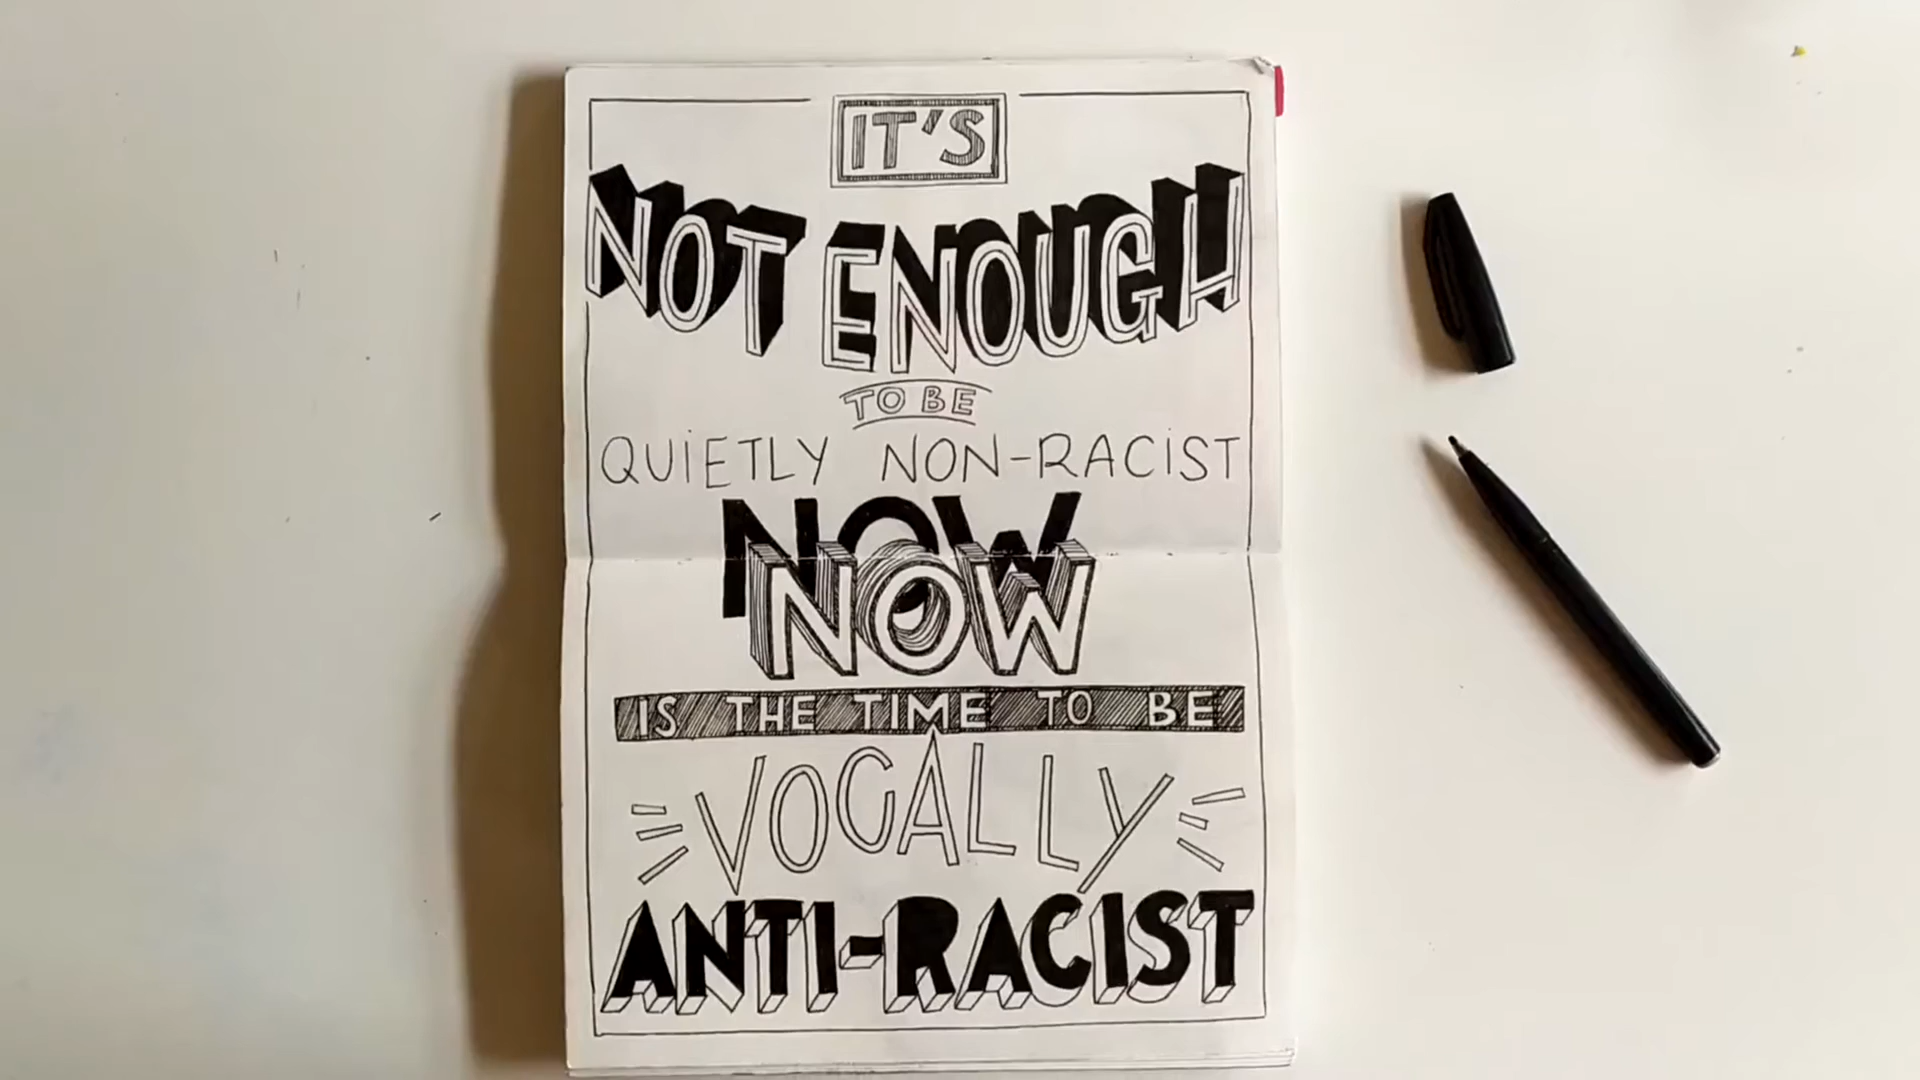 IT'S
NOT ENOUGH
TO BE
QUIETLY NON-RACIST
NOW
NOW
IS THE TIME TO BE
VOCALLY
ANTI-RACIST